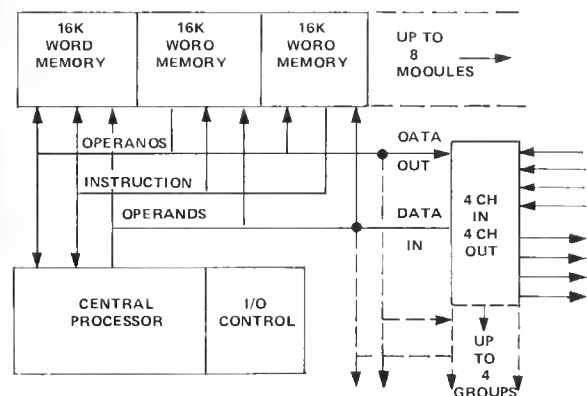 16K
WORD
MEMORY
16K
WORO
MEMORY
16K
WORO
MEMORY
UP TO
8
MOOULES
OPERANOS
OATA
OUT
INSTRUCTION
OPERANDS
DATA
IN
4 CH
IN
4 CH
OUT
CENTRAL
PROCESSOR
I/O
CONTROL
UP
TO
4
GROUPS